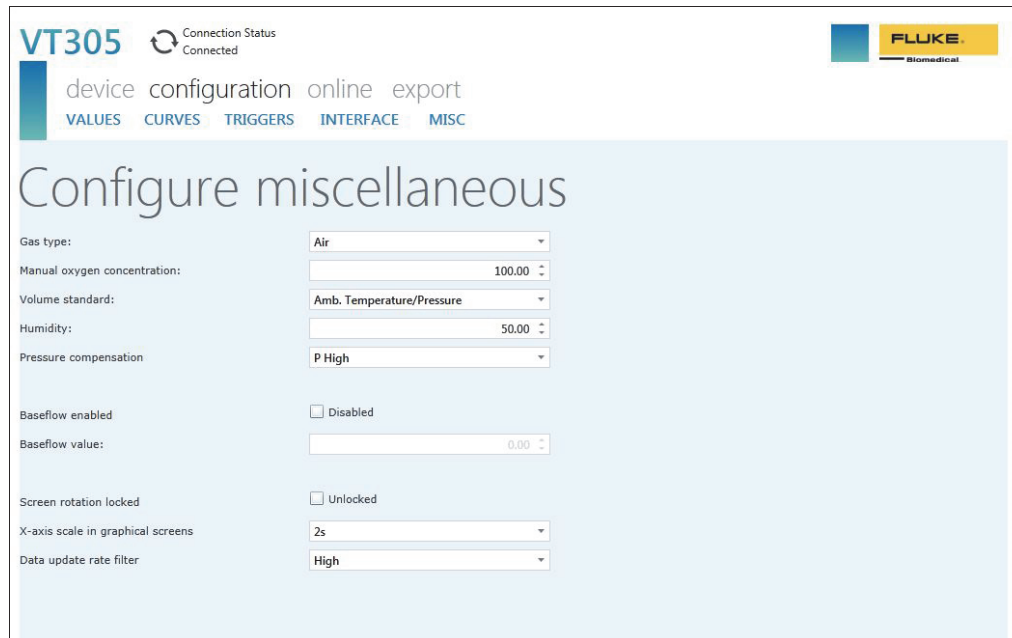 VT305
Connection Status
Connected
FLUKE.
Biomedical
device configuration online export
VALUES CURVES TRIGGERS INTERFACE MISC
Configure miscellaneous
Gas type: Air
Manual oxygen concentration: 100.00
Volume standard: Amb. Temperature/Pressure
Humidity: 50.00
Pressure compensation P High
Baseflow enabled Disabled
Baseflow value: 0.00
Screen rotation locked Unlocked
X-axis scale in graphical screens 2s
Data update rate filter High